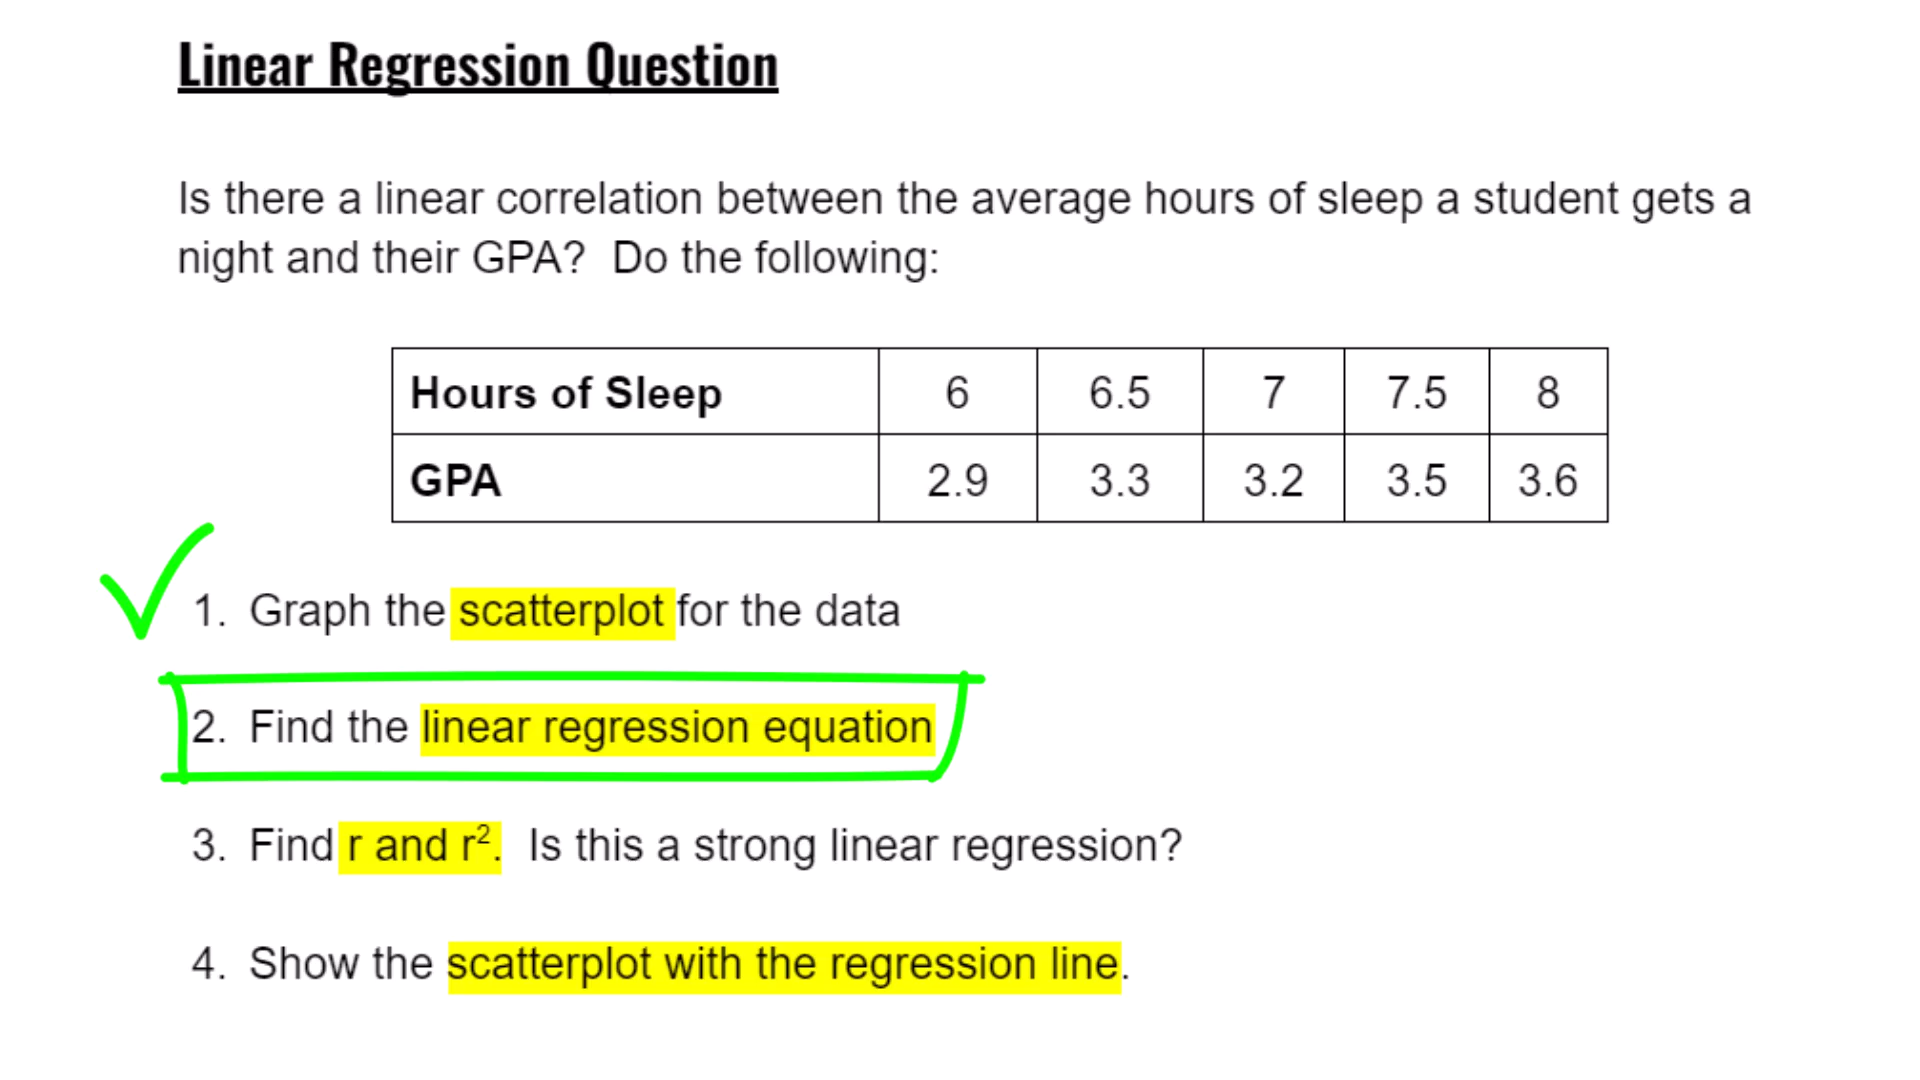 Linear Regression Question
Is there a linear correlation between the average hours of sleep a student gets a
night and their GPA? Do the following:
Hours of Sleep 6 6.5 7 7.5 8
GPA 2.9 3.3 3.2 3.5 3.6
1. Graph the scatterplot for the data
2. Find the linear regression equation
3. Find r and r². Is this a strong linear regression?
4. Show the scatterplot with the regression line.